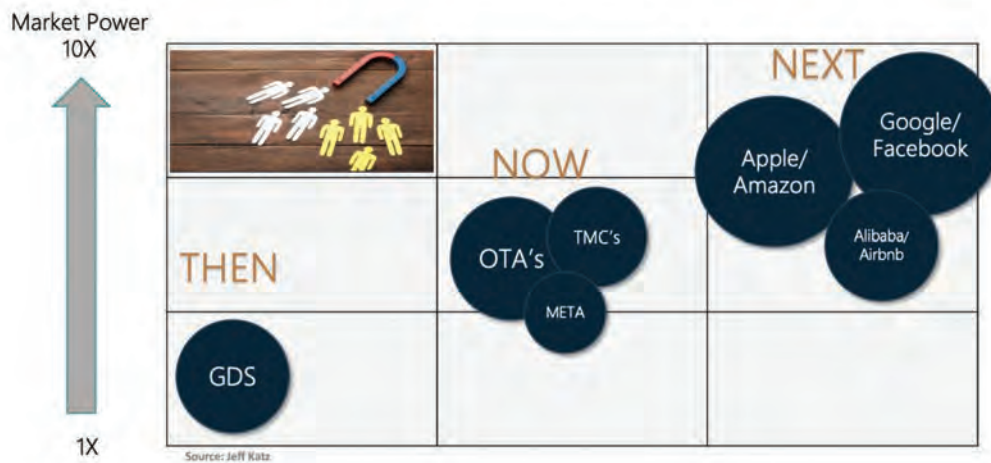 Market Power
10X
NEXT
Google/
Facebook
Apple/
Amazon
NOW
TMC's
Alibaba/
Airbnb
OTA's
THEN
META
GDS
1X
Source: Jeff Katz